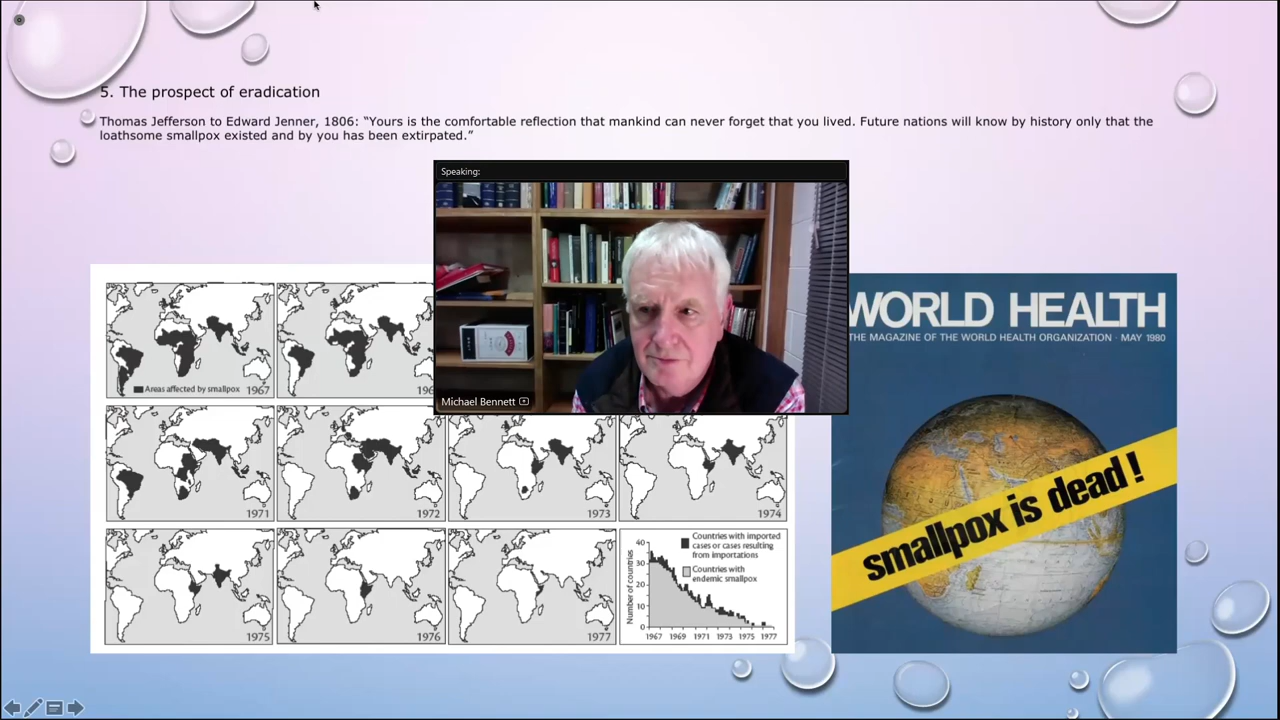 5. The prospect of eradication
Thomas Jefferson to Edward Jenner, 1806: “Yours is the comfortable reflection that mankind can never forget that you lived. Future nations will know by history only that the
loathsome smallpox existed and by you has been extirpated.”
Speaking:
Michael Bennett
Areas affected by smallpox 1967
1971
1972
1973
1974
1975
1976
1977
Countries with imported
cases or cases resulting
from importations
Countries with
endemic smallpox
Number of countries
40
30
20
10
0
1967 1969 1971 1973 1975 1977
WORLD HEALTH
THE MAGAZINE OF THE WORLD HEALTH ORGANIZATION · MAY 1980
smallpox is dead!